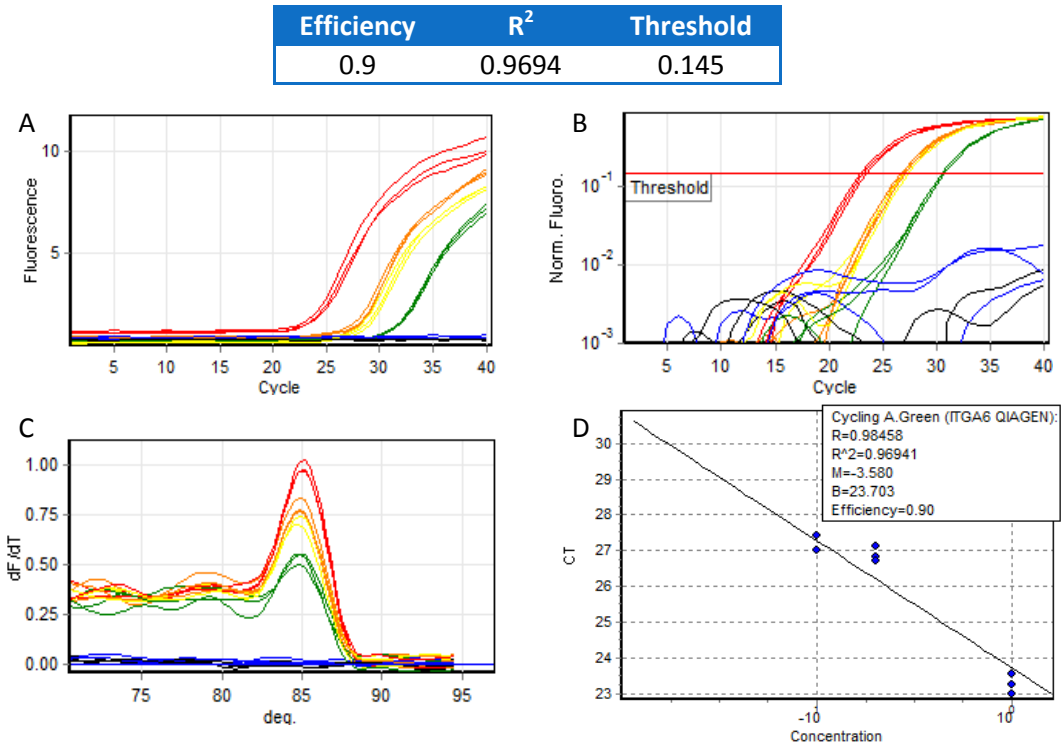 Efficiency R² Threshold
0.9 0.9694 0.145
A
10
5
Fluorescence
5 10 15 20 25 30 35 40
Cycle
B
10⁻¹
10⁻²
10⁻³
Norm. Fluoro.
Threshold
5 10 15 20 25 30 35 40
Cycle
C
1.00
0.75
0.50
0.25
0.00
dF/dT
75 80 85 90 95
deg.
D
30
29
28
27
26
25
24
23
CT
Cycling A.Green (ITGA6 QIAGEN):
R=0.98458
R^2=0.96941
M=-3.580
B=23.703
Efficiency=0.90
-10 10
Concentration